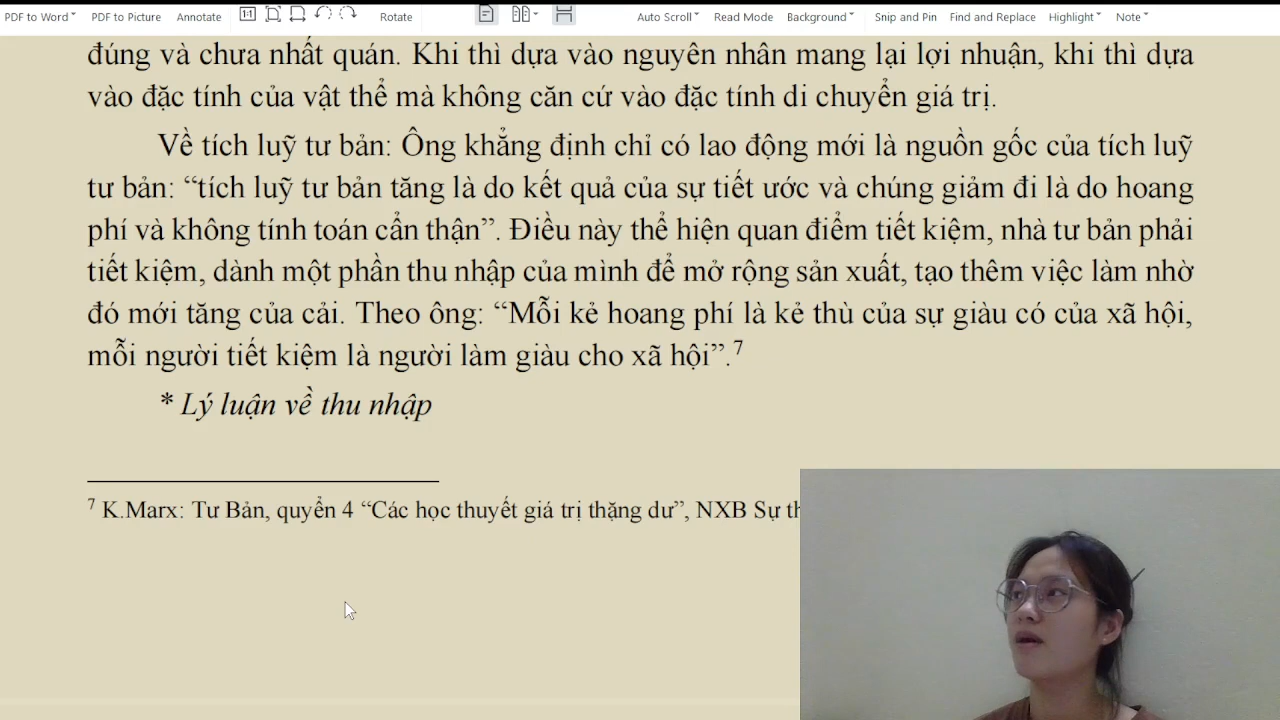 PDF to Word PDF to Picture Annotate Rotate Auto Scroll Read Mode Background Snip and Pin Find and Replace Highlight Note
đúng và chưa nhất quán. Khi thì dựa vào nguyên nhân mang lại lợi nhuận, khi thì dựa
vào đặc tính của vật thể mà không căn cứ vào đặc tính di chuyển giá trị.
Về tích luỹ tư bản: Ông khẳng định chỉ có lao động mới là nguồn gốc của tích luỹ
tư bản: “tích luỹ tư bản tăng là do kết quả của sự tiết ước và chúng giảm đi là do hoang
phí và không tính toán cẩn thận”. Điều này thể hiện quan điểm tiết kiệm, nhà tư bản phải
tiết kiệm, dành một phần thu nhập của mình để mở rộng sản xuất, tạo thêm việc làm nhờ
đó mới tăng của cải. Theo ông: “Mỗi kẻ hoang phí là kẻ thù của sự giàu có của xã hội,
mỗi người tiết kiệm là người làm giàu cho xã hội”.7
* Lý luận về thu nhập
7 K.Marx: Tư Bản, quyển 4 “Các học thuyết giá trị thặng dư”, NXB Sự